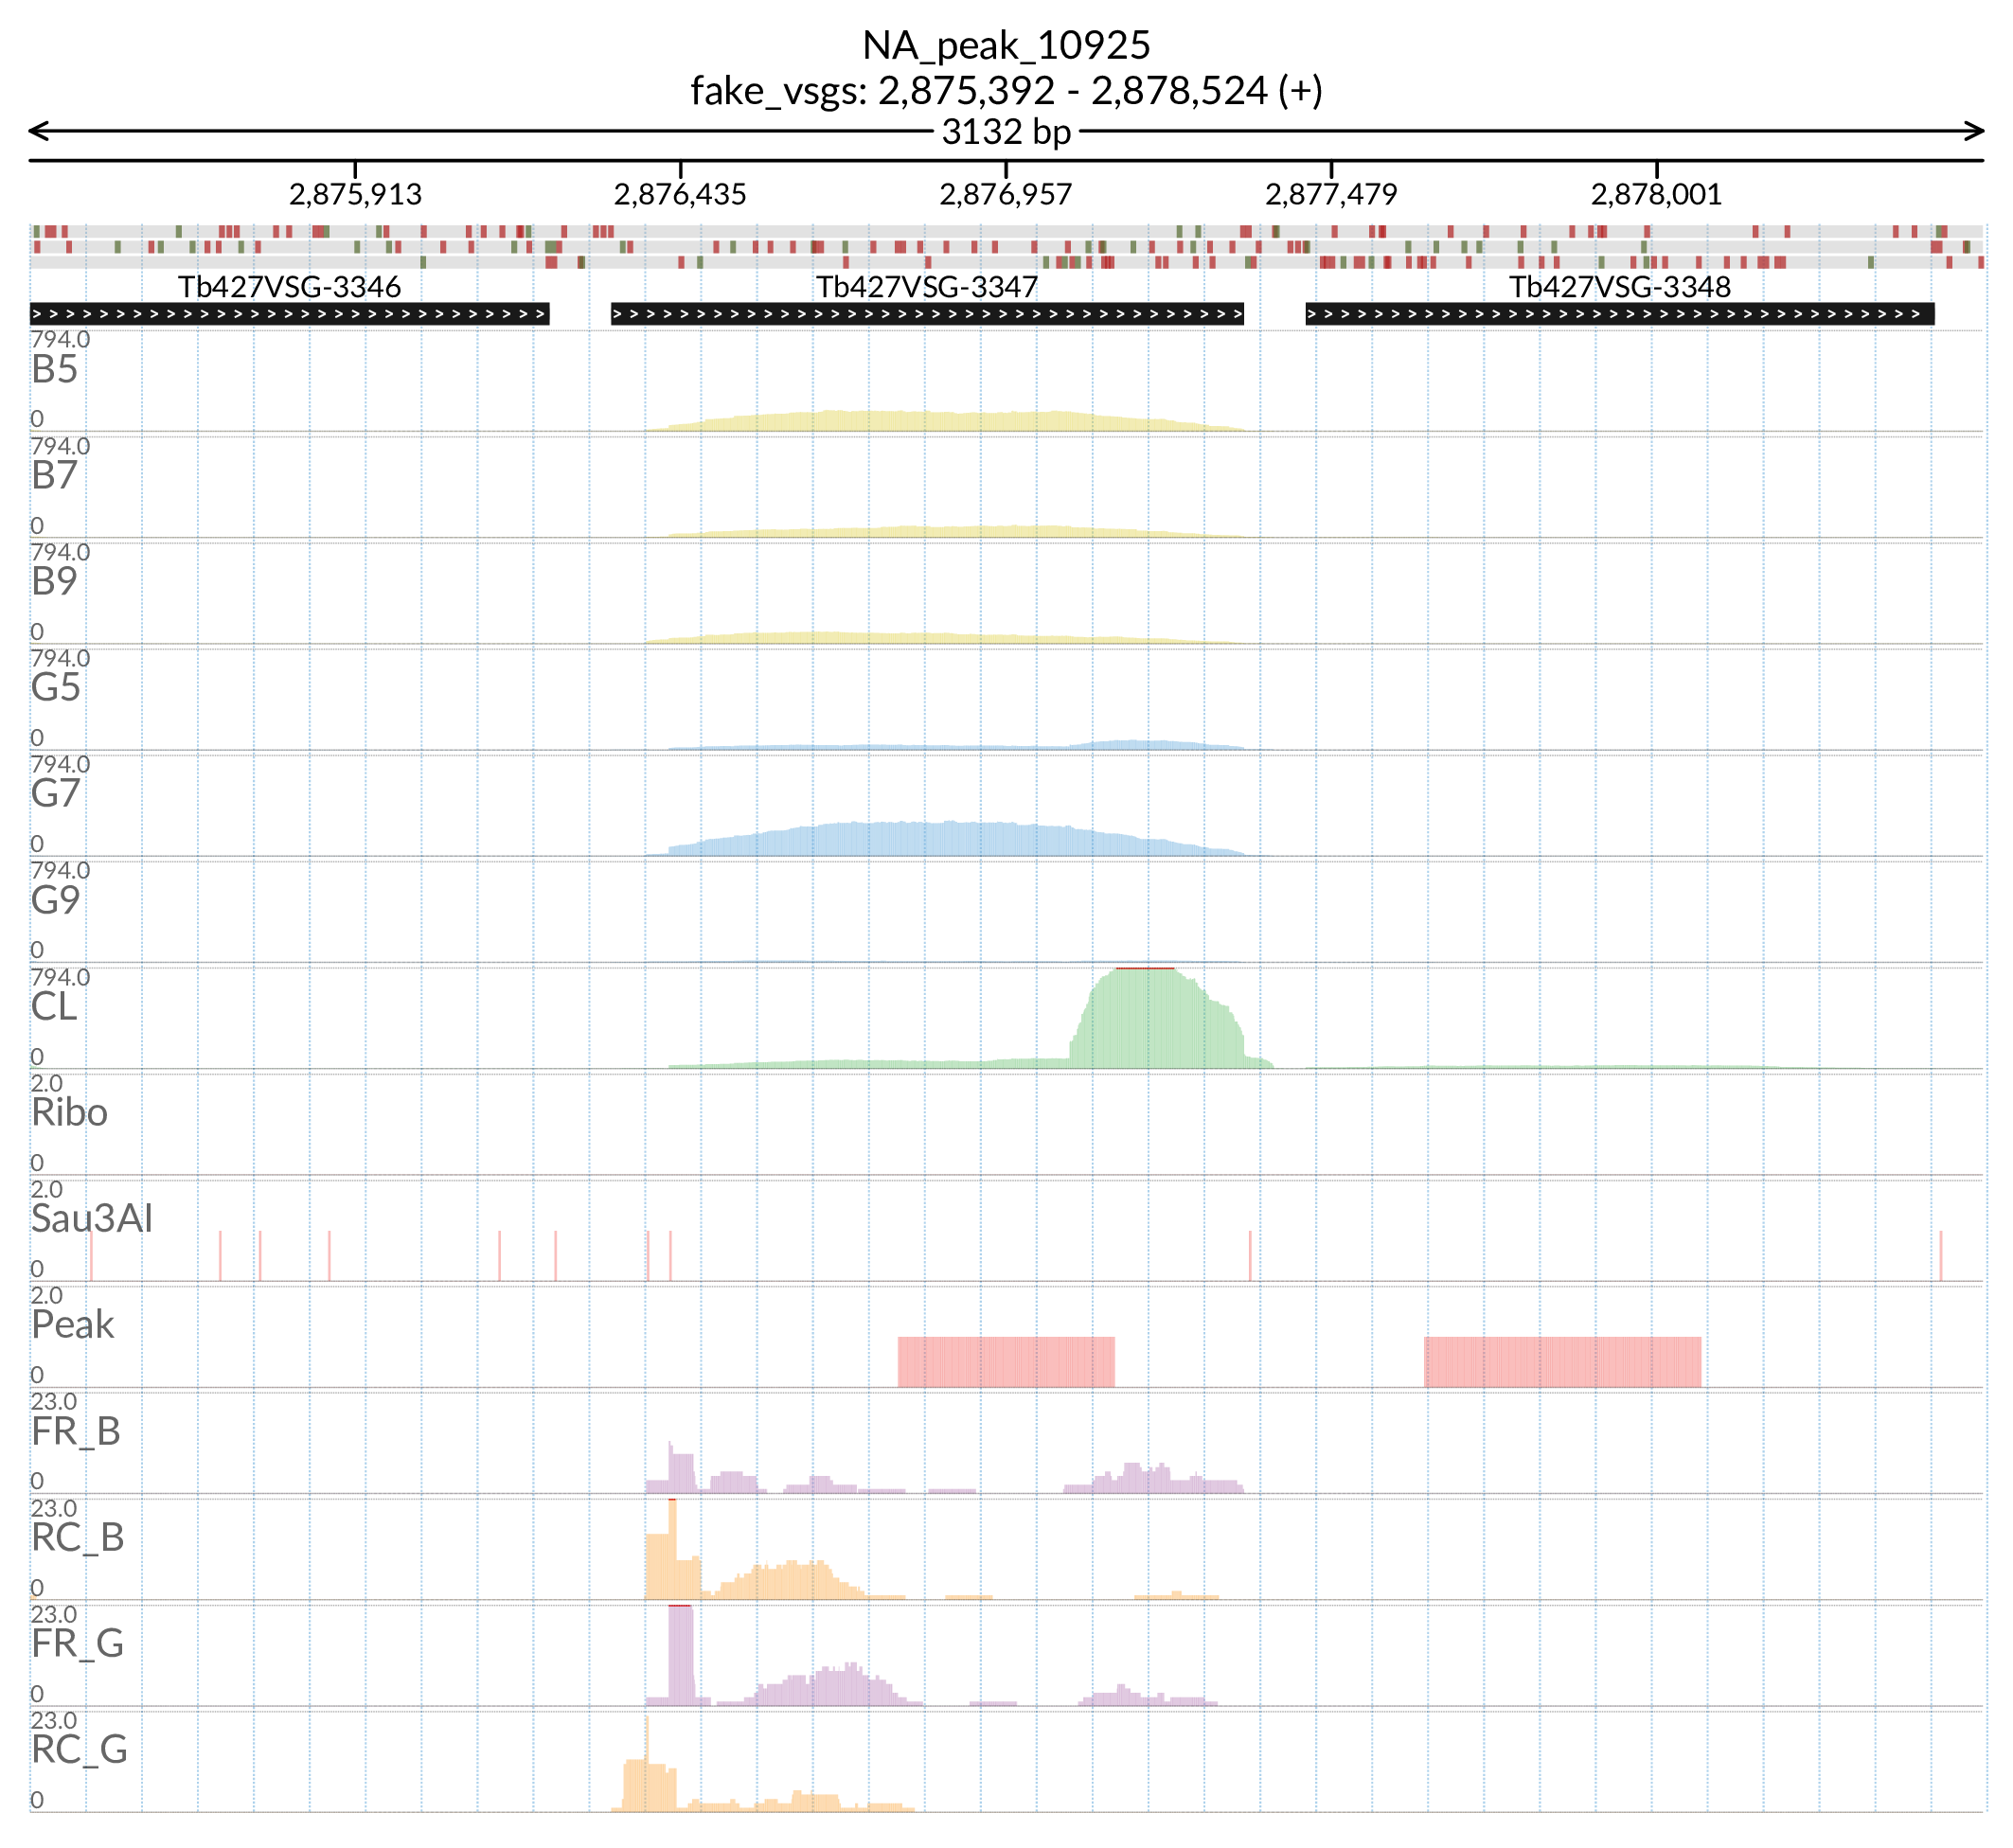 NA_peak_10925
fake_vsgs: 2,875,392 - 2,878,524 (+)
3132 bp
2,875,913 2,876,435 2,876,957 2,877,479 2,878,001
Tb427VSG-3346 Tb427VSG-3347 Tb427VSG-3348
794.0
B5
0
794.0
B7
0
794.0
B9
0
794.0
G5
0
794.0
G7
0
794.0
G9
0
794.0
CL
0
2.0
Ribo
0
2.0
Sau3AI
0
2.0
Peak
0
23.0
FR_B
0
23.0
RC_B
0
23.0
FR_G
0
23.0
RC_G
0